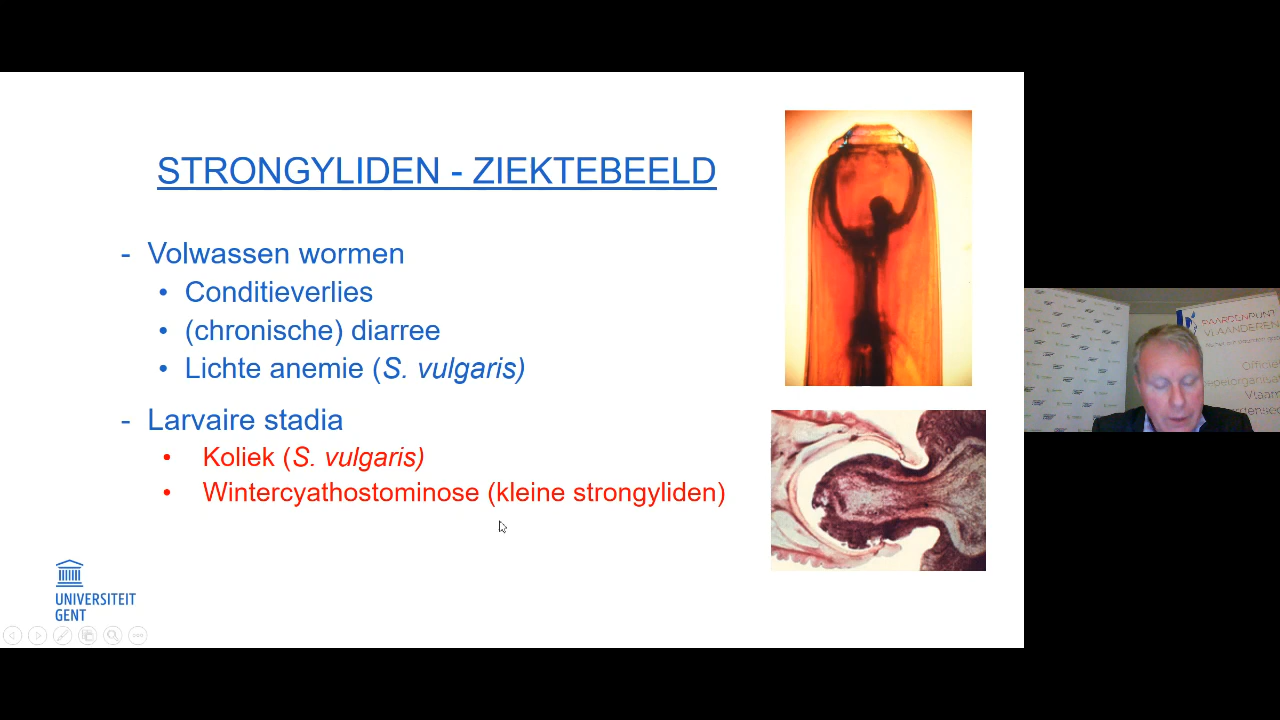 STRONGYLIDEN - ZIEKTEBEELD
- Volwassen wormen
• Conditieverlies
• (chronische) diarree
• Lichte anemie (S. vulgaris)
- Larvaire stadia
• Koliek (S. vulgaris)
• Wintercyathostominose (kleine strongyliden)
UNIVERSITEIT
GENT
VLAANDEREN